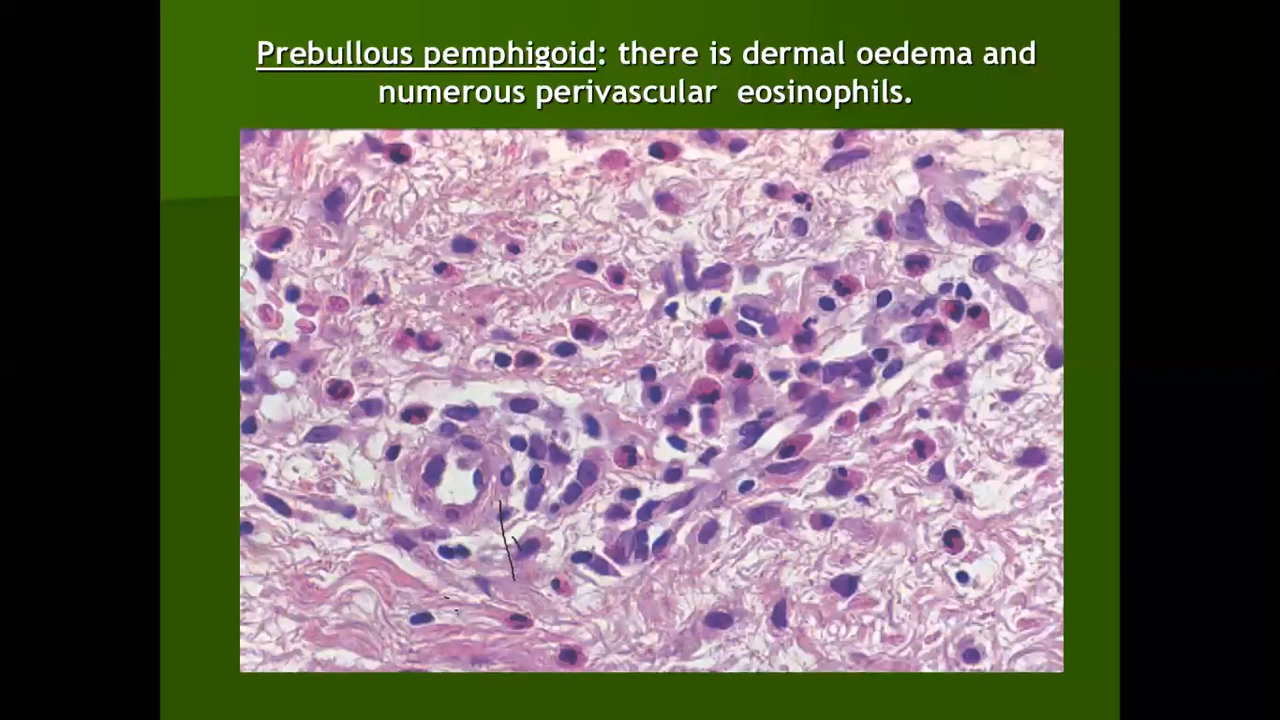 Prebullous pemphigoid: there is dermal oedema and
numerous perivascular eosinophils.